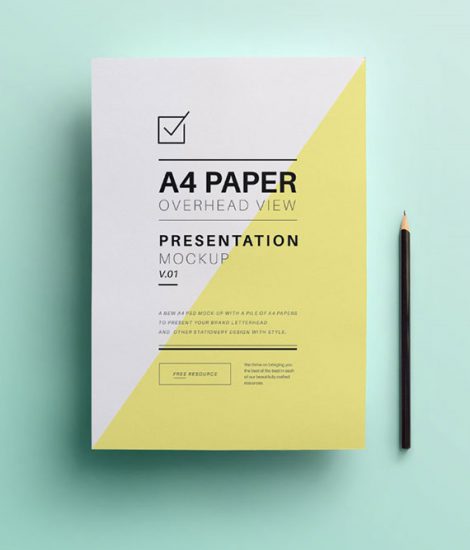 A4 PAPER
OVERHEAD VIEW
PRESENTATION
MOCKUP
V.01
A NEW A4 PSD MOCK-UP WITH A PILE OF A4 PAPERS
TO PRESENT YOUR BRAND LETTERHEAD
AND OTHER STATIONERY DESIGN WITH STYLE.
FREE RESOURCE
We thrive on bringing you
the best of the best in each
of our beautifully crafted
resources